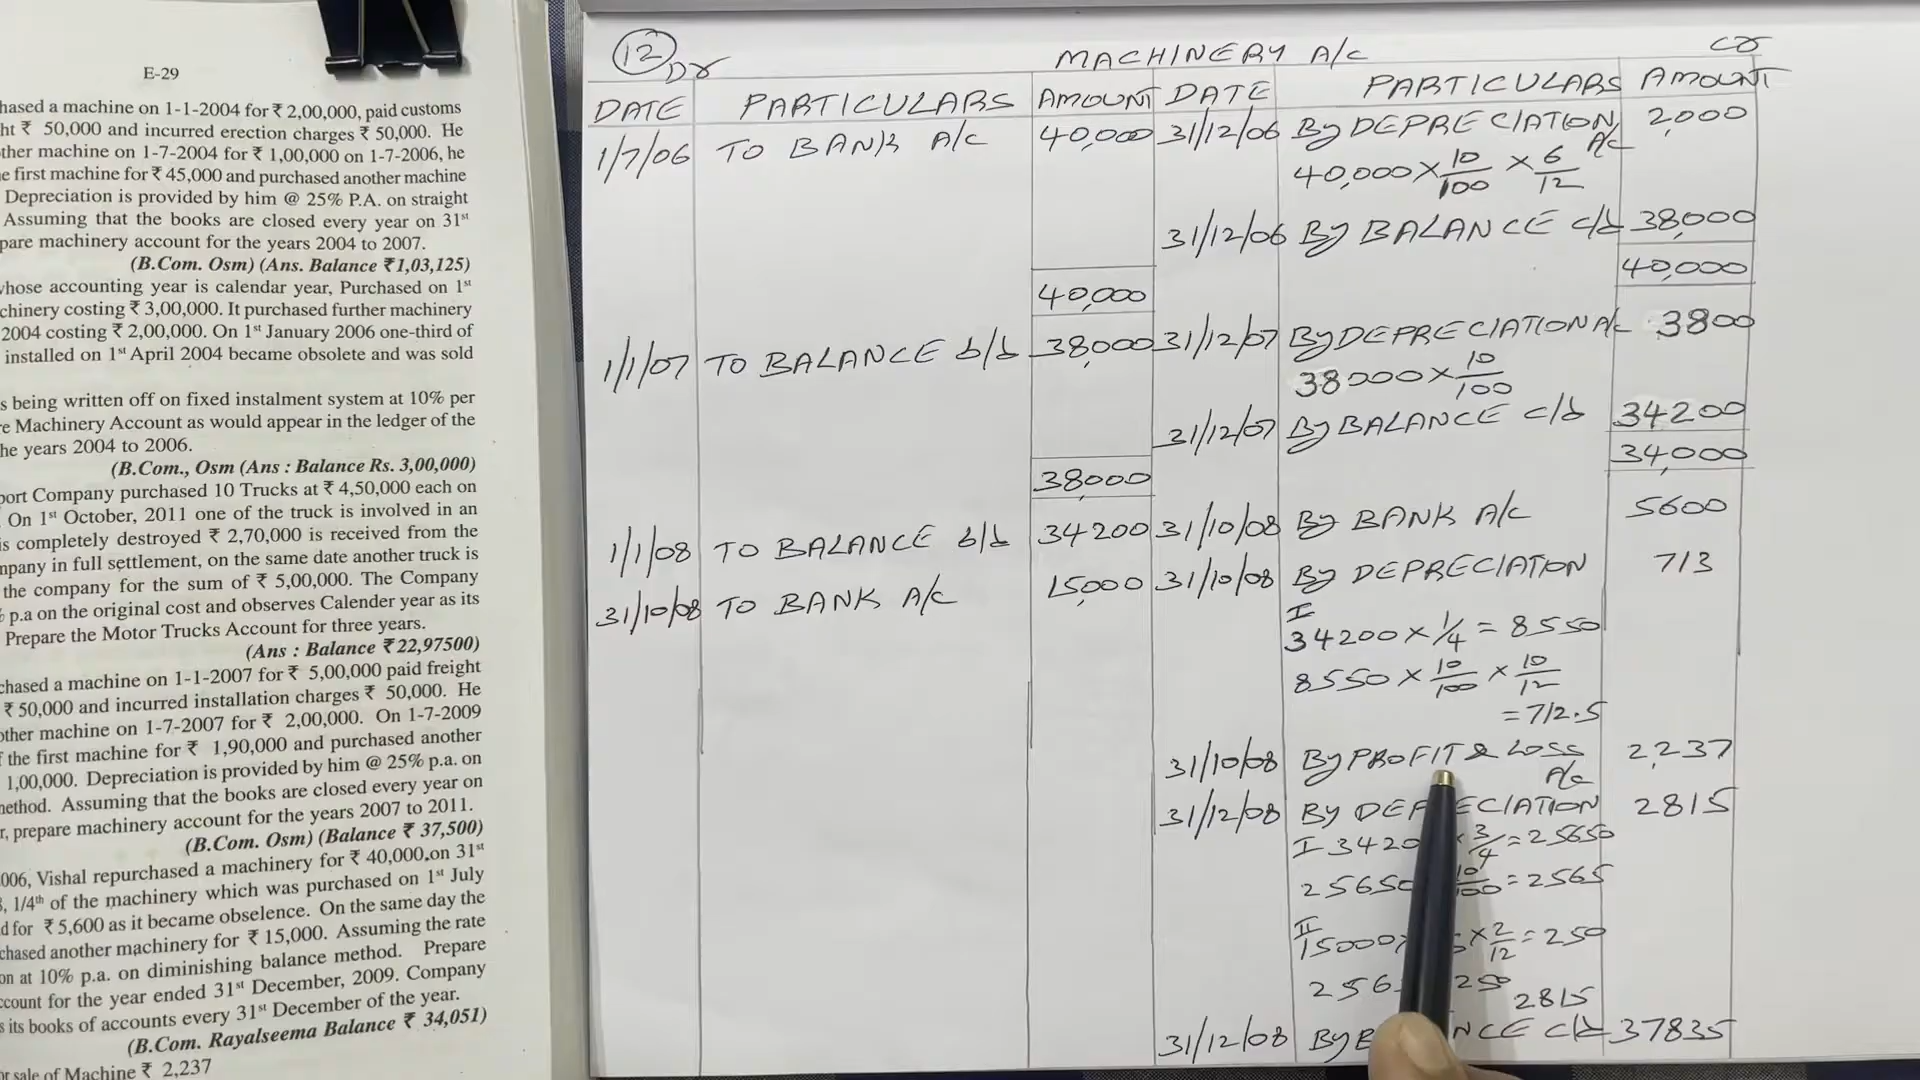 E-29
hased a machine on 1-1-2004 for ₹ 2,00,000, paid customs
ht ₹ 50,000 and incurred erection charges ₹ 50,000. He
ther machine on 1-7-2004 for ₹ 1,00,000 on 1-7-2006, he
e first machine for ₹ 45,000 and purchased another machine
Depreciation is provided by him @ 25% P.A. on straight
Assuming that the books are closed every year on 31st
pare machinery account for the years 2004 to 2007.
(B.Com. Osm) (Ans. Balance ₹1,03,125)
whose accounting year is calendar year, Purchased on 1st
chinery costing ₹ 3,00,000. It purchased further machinery
2004 costing ₹ 2,00,000. On 1st January 2006 one-third of
installed on 1st April 2004 became obsolete and was sold
s being written off on fixed instalment system at 10% per
re Machinery Account as would appear in the ledger of the
he years 2004 to 2006.
(B.Com., Osm (Ans : Balance Rs. 3,00,000)
port Company purchased 10 Trucks at ₹ 4,50,000 each on
On 1st October, 2011 one of the truck is involved in an
is completely destroyed ₹ 2,70,000 is received from the
mpany in full settlement, on the same date another truck is
the company for the sum of ₹ 5,00,000. The Company
% p.a on the original cost and observes Calender year as its
Prepare the Motor Trucks Account for three years.
(Ans : Balance ₹ 22,97500)
chased a machine on 1-1-2007 for ₹ 5,00,000 paid freight
₹ 50,000 and incurred installation charges ₹ 50,000. He
other machine on 1-7-2007 for ₹ 2,00,000. On 1-7-2009
f the first machine for ₹ 1,90,000 and purchased another
1,00,000. Depreciation is provided by him @ 25% p.a. on
nethod. Assuming that the books are closed every year on
r, prepare machinery account for the years 2007 to 2011.
(B.Com. Osm) (Balance ₹ 37,500)
006, Vishal repurchased a machinery for ₹ 40,000.on 31st
8, 1/4th of the machinery which was purchased on 1st July
d for ₹ 5,600 as it became obselence. On the same day the
chased another machinery for ₹ 15,000. Assuming the rate
on at 10% p.a. on diminishing balance method. Prepare
ccount for the year ended 31st December, 2009. Company
s its books of accounts every 31st December of the year.
(B.Com. Rayalseema Balance ₹ 34,051)
or sale of Machine ₹ 2,237
12 Dr MACHINERY A/c Cr
DATE PARTICULARS AMOUNT DATE PARTICULARS AMOUNT
1/7/06 TO BANK A/c 40,000 31/12/06 By DEPRECIATION A/c 2,000
40,000 × 10/100 × 6/12
31/12/06 By BALANCE c/d 38,000
40,000 40,000
1/1/07 TO BALANCE b/d 38,000 31/12/07 By DEPRECIATION A/c 3800
38000 × 10/100
31/12/07 By BALANCE c/d 34200
38000 34,000
1/1/08 TO BALANCE b/d 34200 31/10/08 By BANK A/c 5600
31/10/08 TO BANK A/c 15,000 31/10/08 By DEPRECIATION 713
I
34200 × 1/4 = 8550
8550 × 10/100 × 10/12
= 712.5
31/10/08 By PROFIT & LOSS A/c 2,237
31/12/08 By DEPRECIATION 2815
I 3420 × 3/4 = 25650
25650 10/100 = 2565
II
15000 × 2/12 = 250
256 250
2815
31/12/08 By NCE c/d 37835